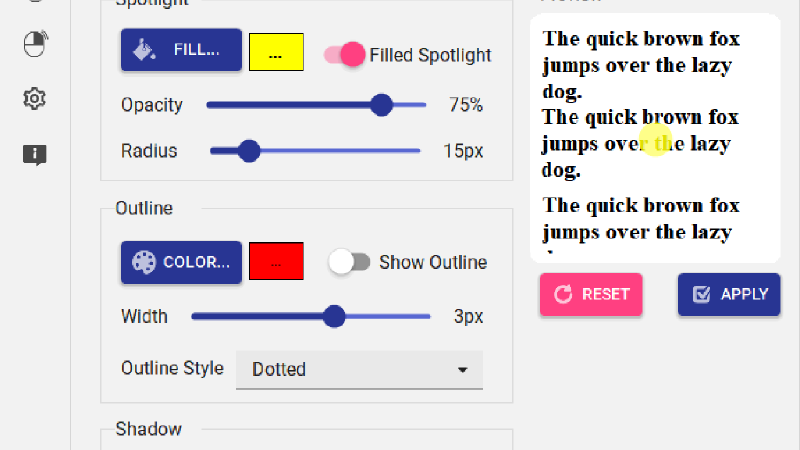 Spotlight
FILL...
...
Filled Spotlight
Opacity
75%
Radius
15px
Outline
COLOR...
...
Show Outline
Width
3px
Outline Style
Dotted
Shadow
The quick brown fox
jumps over the lazy
dog.
The quick brown fox
jumps over the lazy
dog.
The quick brown fox
jumps over the lazy
RESET
APPLY